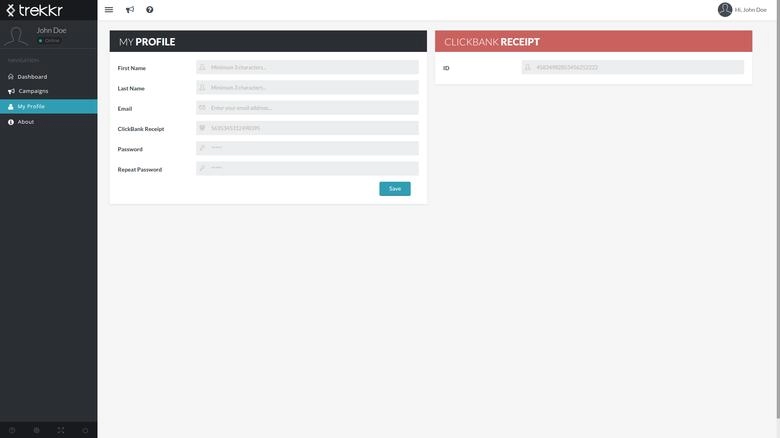 trekkr
Hi, John Doe
John Doe
Online
NAVIGATION
Dashboard
Campaigns
My Profile
About
MY PROFILE
First Name
Minimum 3 characters...
Last Name
Minimum 3 characters...
Email
Enter your email address...
ClickBank Receipt
Password
Repeat Password
Save
CLICKBANK RECEIPT
ID